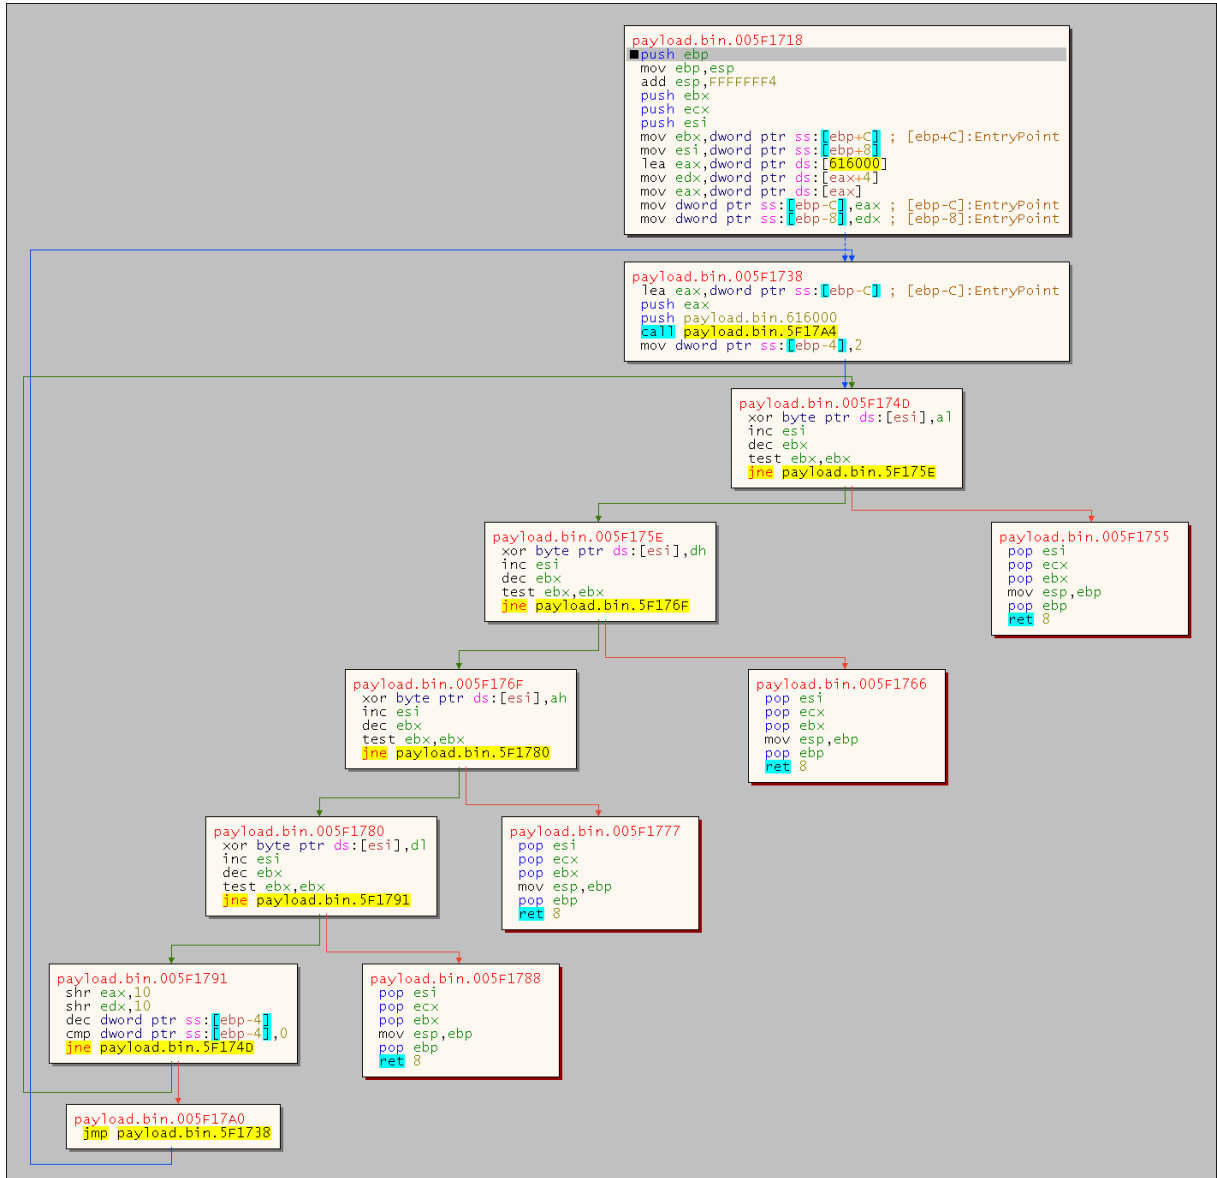 payload.bin.005F1718
push ebp
mov ebp,esp
add esp,FFFFFFF4
push ebx
push ecx
push esi
mov ebx,dword ptr ss:[ebp+C] ; [ebp+C]:EntryPoint
mov esi,dword ptr ss:[ebp+8]
lea eax,dword ptr ds:[616000]
mov edx,dword ptr ds:[eax+4]
mov eax,dword ptr ds:[eax]
mov dword ptr ss:[ebp-C],eax ; [ebp-C]:EntryPoint
mov dword ptr ss:[ebp-8],edx ; [ebp-8]:EntryPoint
payload.bin.005F1738
lea eax,dword ptr ss:[ebp-C] ; [ebp-C]:EntryPoint
push eax
push payload.bin.616000
call payload.bin.5F17A4
mov dword ptr ss:[ebp-4],2
payload.bin.005F174D
xor byte ptr ds:[esi],al
inc esi
dec ebx
test ebx,ebx
jne payload.bin.5F175E
payload.bin.005F175E
xor byte ptr ds:[esi],dh
inc esi
dec ebx
test ebx,ebx
jne payload.bin.5F176F
payload.bin.005F1755
pop esi
pop ecx
pop ebx
mov esp,ebp
pop ebp
ret 8
payload.bin.005F176F
xor byte ptr ds:[esi],ah
inc esi
dec ebx
test ebx,ebx
jne payload.bin.5F1780
payload.bin.005F1766
pop esi
pop ecx
pop ebx
mov esp,ebp
pop ebp
ret 8
payload.bin.005F1780
xor byte ptr ds:[esi],dl
inc esi
dec ebx
test ebx,ebx
jne payload.bin.5F1791
payload.bin.005F1777
pop esi
pop ecx
pop ebx
mov esp,ebp
pop ebp
ret 8
payload.bin.005F1791
shr eax,10
shr edx,10
dec dword ptr ss:[ebp-4]
cmp dword ptr ss:[ebp-4],0
jne payload.bin.5F174D
payload.bin.005F1788
pop esi
pop ecx
pop ebx
mov esp,ebp
pop ebp
ret 8
payload.bin.005F17A0
jmp payload.bin.5F1738